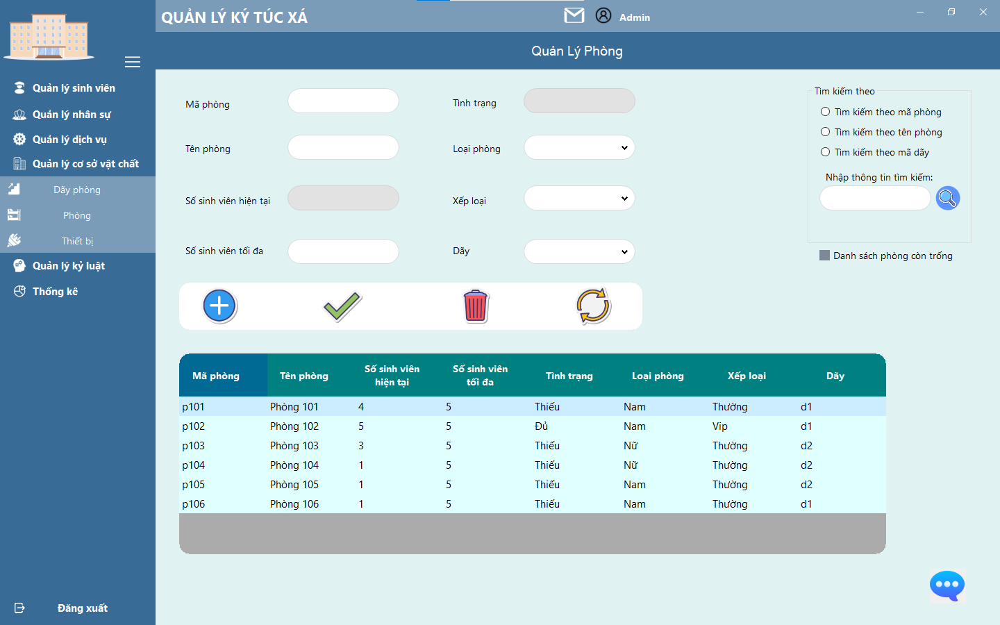 QUẢN LÝ KÝ TÚC XÁ
Admin
Quản Lý Phòng
Quản lý sinh viên
Quản lý nhân sự
Quản lý dịch vụ
Quản lý cơ sở vật chất
Dãy phòng
Phòng
Thiết bị
Quản lý kỷ luật
Thống kê
Đăng xuất
Mã phòng
Tình trạng
Tên phòng
Loại phòng
Số sinh viên hiện tại
Xếp loại
Số sinh viên tối đa
Dãy
Tìm kiếm theo
Tìm kiếm theo mã phòng
Tìm kiếm theo tên phòng
Tìm kiếm theo mã dãy
Nhập thông tin tìm kiếm:
Danh sách phòng còn trống
Mã phòng Tên phòng Số sinh viên hiện tại Số sinh viên tối đa Tình trạng Loại phòng Xếp loại Dãy
p101 Phòng 101 4 5 Thiếu Nam Thường d1
p102 Phòng 102 5 5 Đủ Nam Vip d1
p103 Phòng 103 3 5 Thiếu Nữ Thường d2
p104 Phòng 104 1 5 Thiếu Nữ Thường d2
p105 Phòng 105 1 5 Thiếu Nam Thường d2
p106 Phòng 106 1 5 Thiếu Nam Thường d1